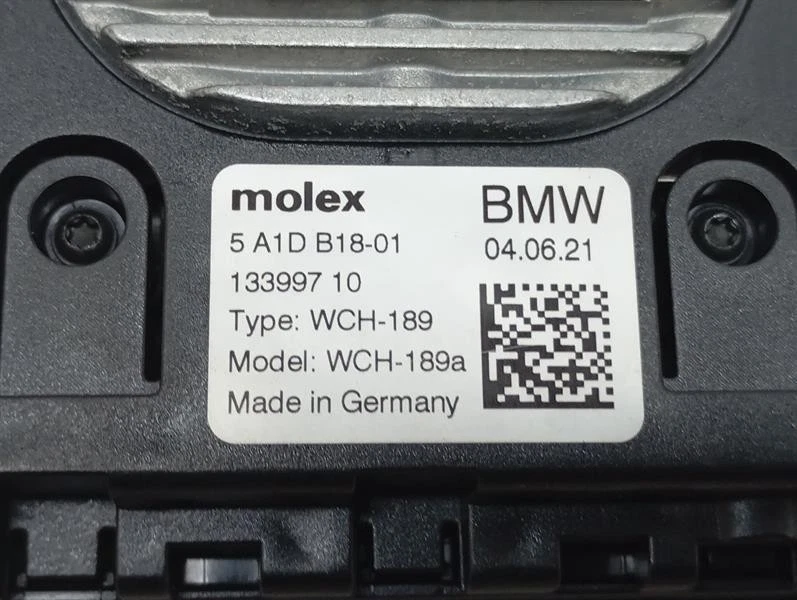 molex BMW
5 A1D B18-01 04.06.21
133997 10
Type: WCH-189
Model: WCH-189a
Made in Germany